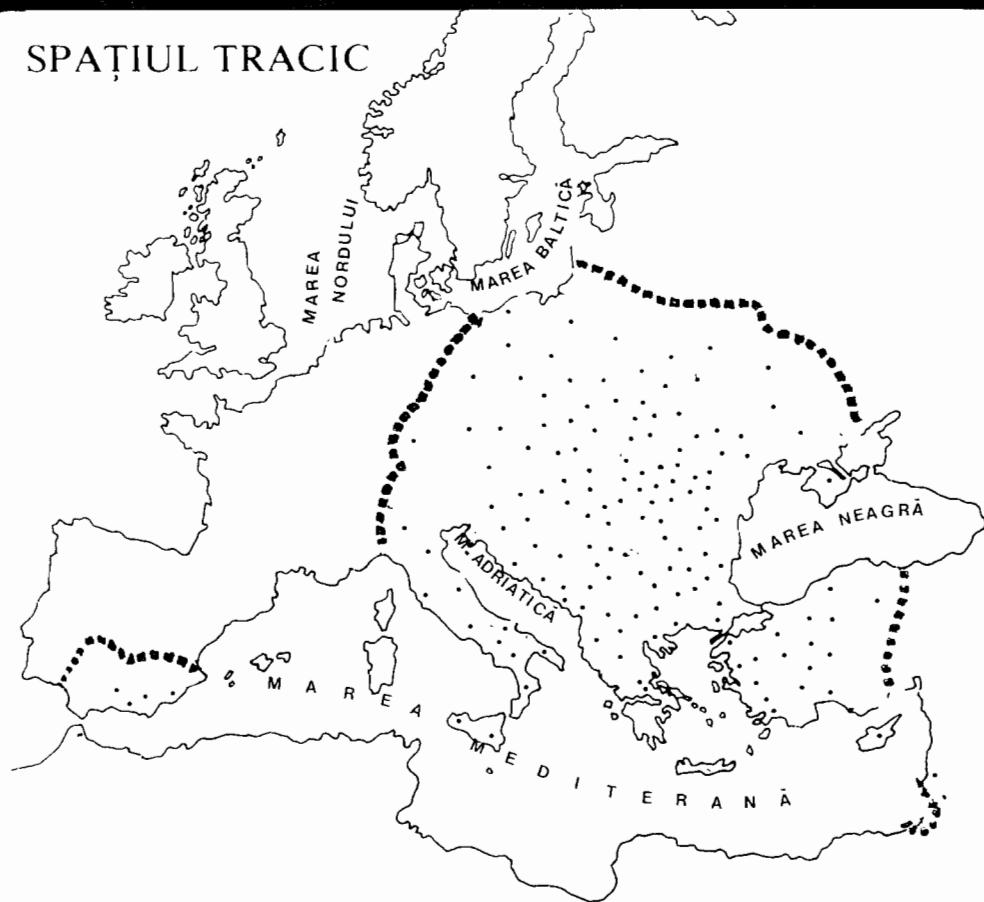 SPAȚIUL TRACIC
MAREA
NORDULUI
MAREA BALTICĂ
MAREA NEAGRĂ
M. ADRIATICĂ
MAREA
MEDITERANĂ